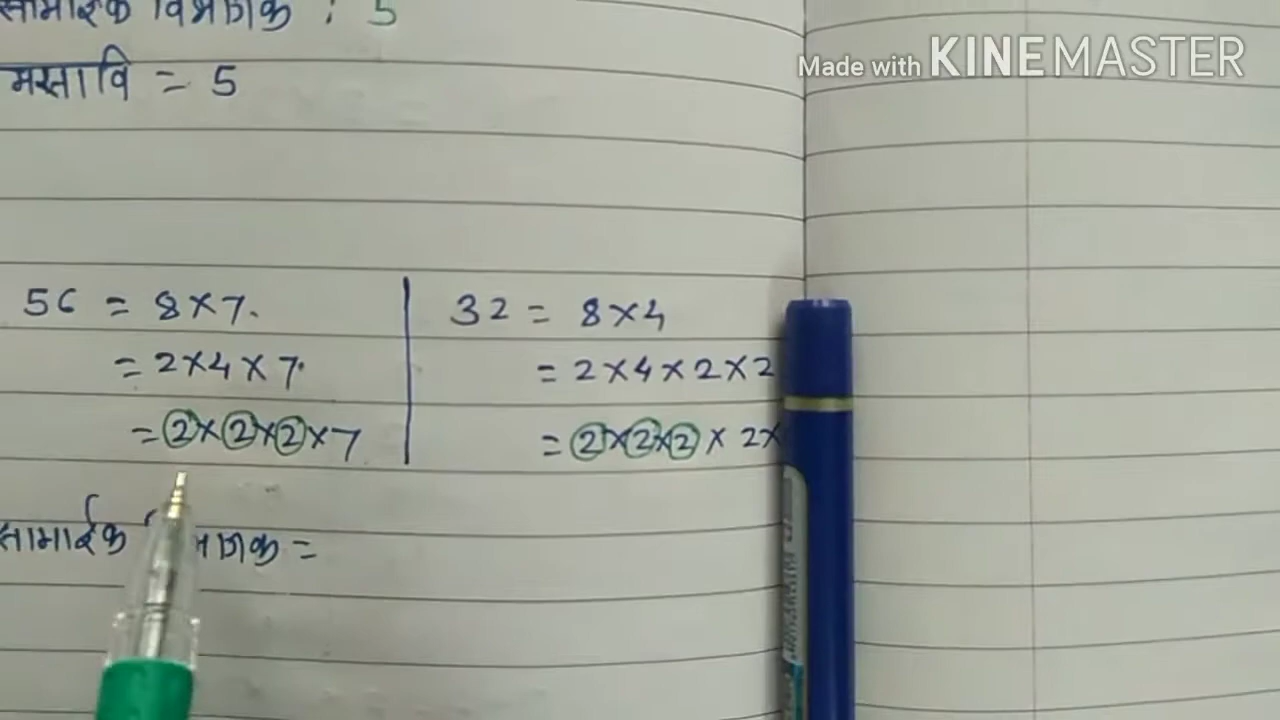 सामाईक विभाजक : 5
Made with KINEMASTER
मसावि = 5
56 = 8 × 7.
= 2 × 4 × 7.
= 2 × 2 × 2 × 7
32 = 8 × 4
= 2 × 4 × 2 × 2
= 2 × 2 × 2 × 2 ×
सामाईक =